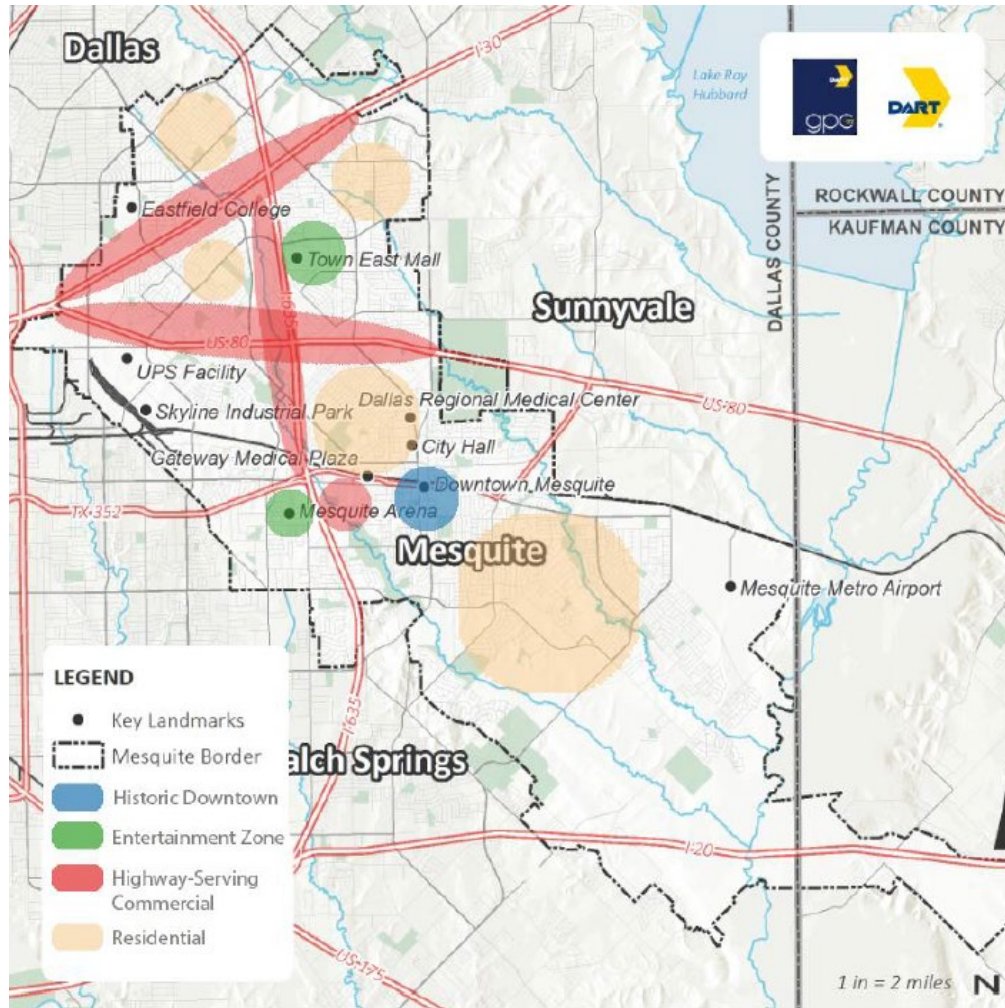 Dallas
I-30
Lake Ray
Hubbard
DART
gpc
DART
DALLAS COUNTY
ROCKWALL COUNTY
KAUFMAN COUNTY
Eastfield College
Town East Mall
Sunnyvale
I-635
US-80
UPS Facility
Dallas Regional Medical Center
US-80
Skyline Industrial Park
City Hall
Gateway Medical Plaza
Downtown Mesquite
TX-352
Mesquite Arena
Mesquite
Mesquite Metro Airport
LEGEND
Key Landmarks
Mesquite Border
Historic Downtown
Entertainment Zone
Highway-Serving
Commercial
Residential
I-635
alch Springs
I-20
US-175
1 in = 2 miles
N